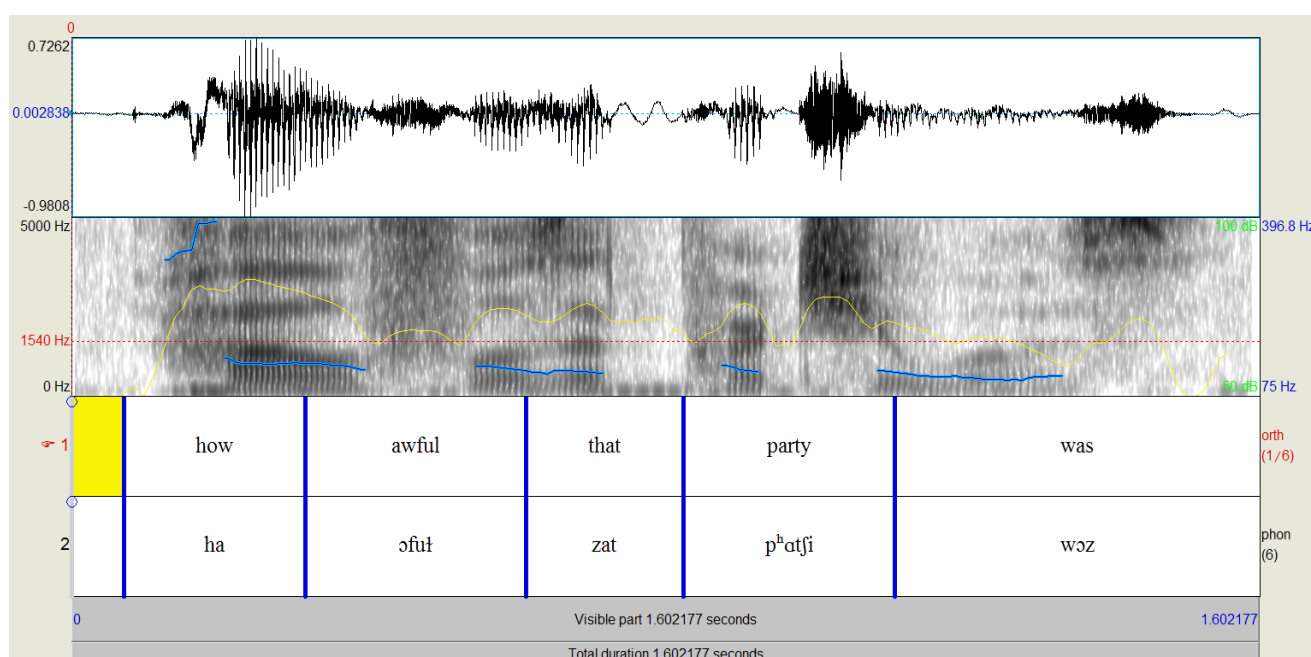 0
0.7262
0.002838
-0.9808
5000 Hz 100 dB 396.8 Hz
1540 Hz
0 Hz 50 dB 75 Hz
☞ 1 how awful that party was orth (1/6)
2 ha ɔfuɫ zat pʰɑtʃi wɔz phon (6)
0 Visible part 1.602177 seconds 1.602177
Total duration 1.602177 seconds